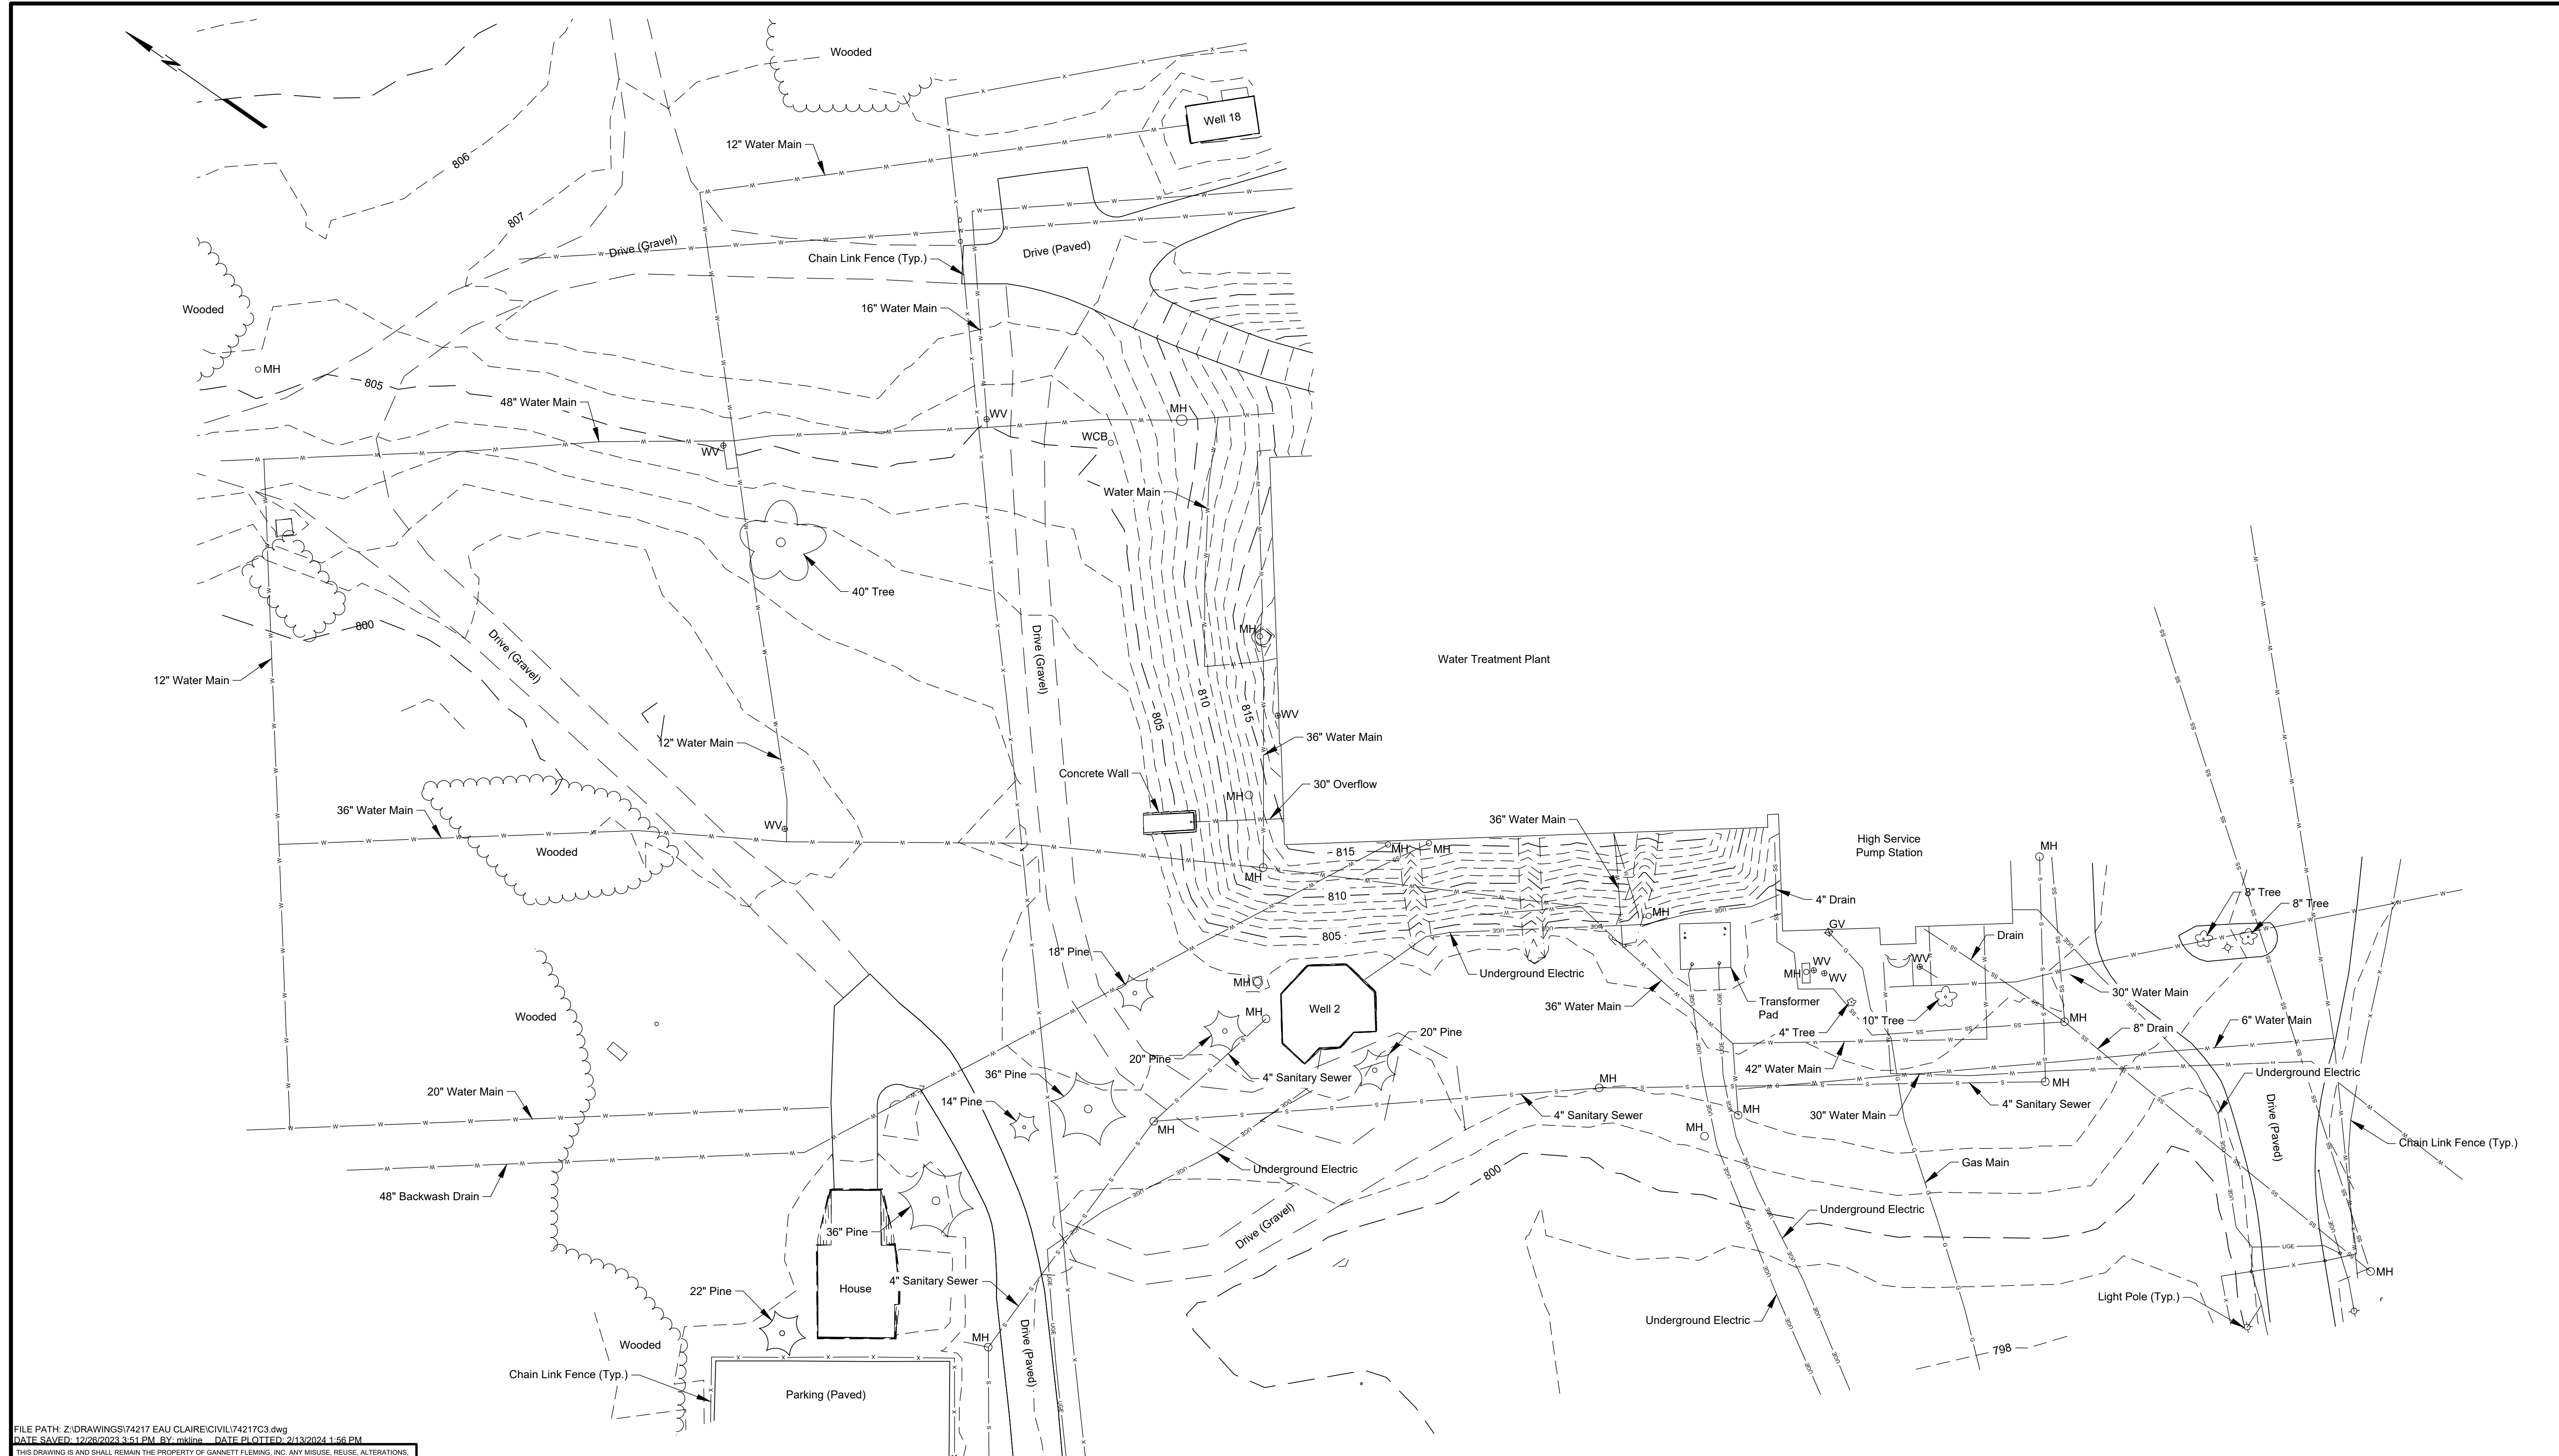 Wooded
Well 18
12" Water Main
806
807
Drive (Gravel)
Drive (Paved)
Chain Link Fence (Typ.)
Wooded
16" Water Main
MH
805
48" Water Main
WV
MH
WCB
WV
Water Main
40" Tree
800
MH
Drive (Gravel)
Drive (Gravel)
Water Treatment Plant
12" Water Main
810
805
815
WV
12" Water Main
36" Water Main
Concrete Wall
30" Overflow
36" Water Main
MH
36" Water Main
WV
High Service
Pump Station
Wooded
815
MH
MH
MH
MH
810
8" Tree
4" Drain
8" Tree
MH
GV
805
Drain
18" Pine
Underground Electric
WV
WV
MH
WV
MH
30" Water Main
36" Water Main
Transformer
Pad
Well 2
Wooded
MH
10" Tree
MH
6" Water Main
4" Tree
8" Drain
20" Pine
20" Pine
42" Water Main
36" Pine
4" Sanitary Sewer
Underground Electric
MH
MH
20" Water Main
14" Pine
4" Sanitary Sewer
4" Sanitary Sewer
30" Water Main
MH
MH
MH
Drive (Paved)
Chain Link Fence (Typ.)
Underground Electric
800
Gas Main
48" Backwash Drain
Underground Electric
36" Pine
Drive (Gravel)
UGE
MH
4" Sanitary Sewer
House
22" Pine
Light Pole (Typ.)
Underground Electric
MH
Wooded
798
Drive (Paved)
Chain Link Fence (Typ.)
Parking (Paved)
FILE PATH: Z:\DRAWINGS\74217 EAU CLAIRE\CIVIL\74217C3.dwg
DATE SAVED: 12/26/2023 3:51 PM BY: mkline DATE PLOTTED: 2/13/2024 1:56 PM
THIS DRAWING IS AND SHALL REMAIN THE PROPERTY OF GANNETT FLEMING, INC. ANY MISUSE, REUSE, ALTERATIONS,